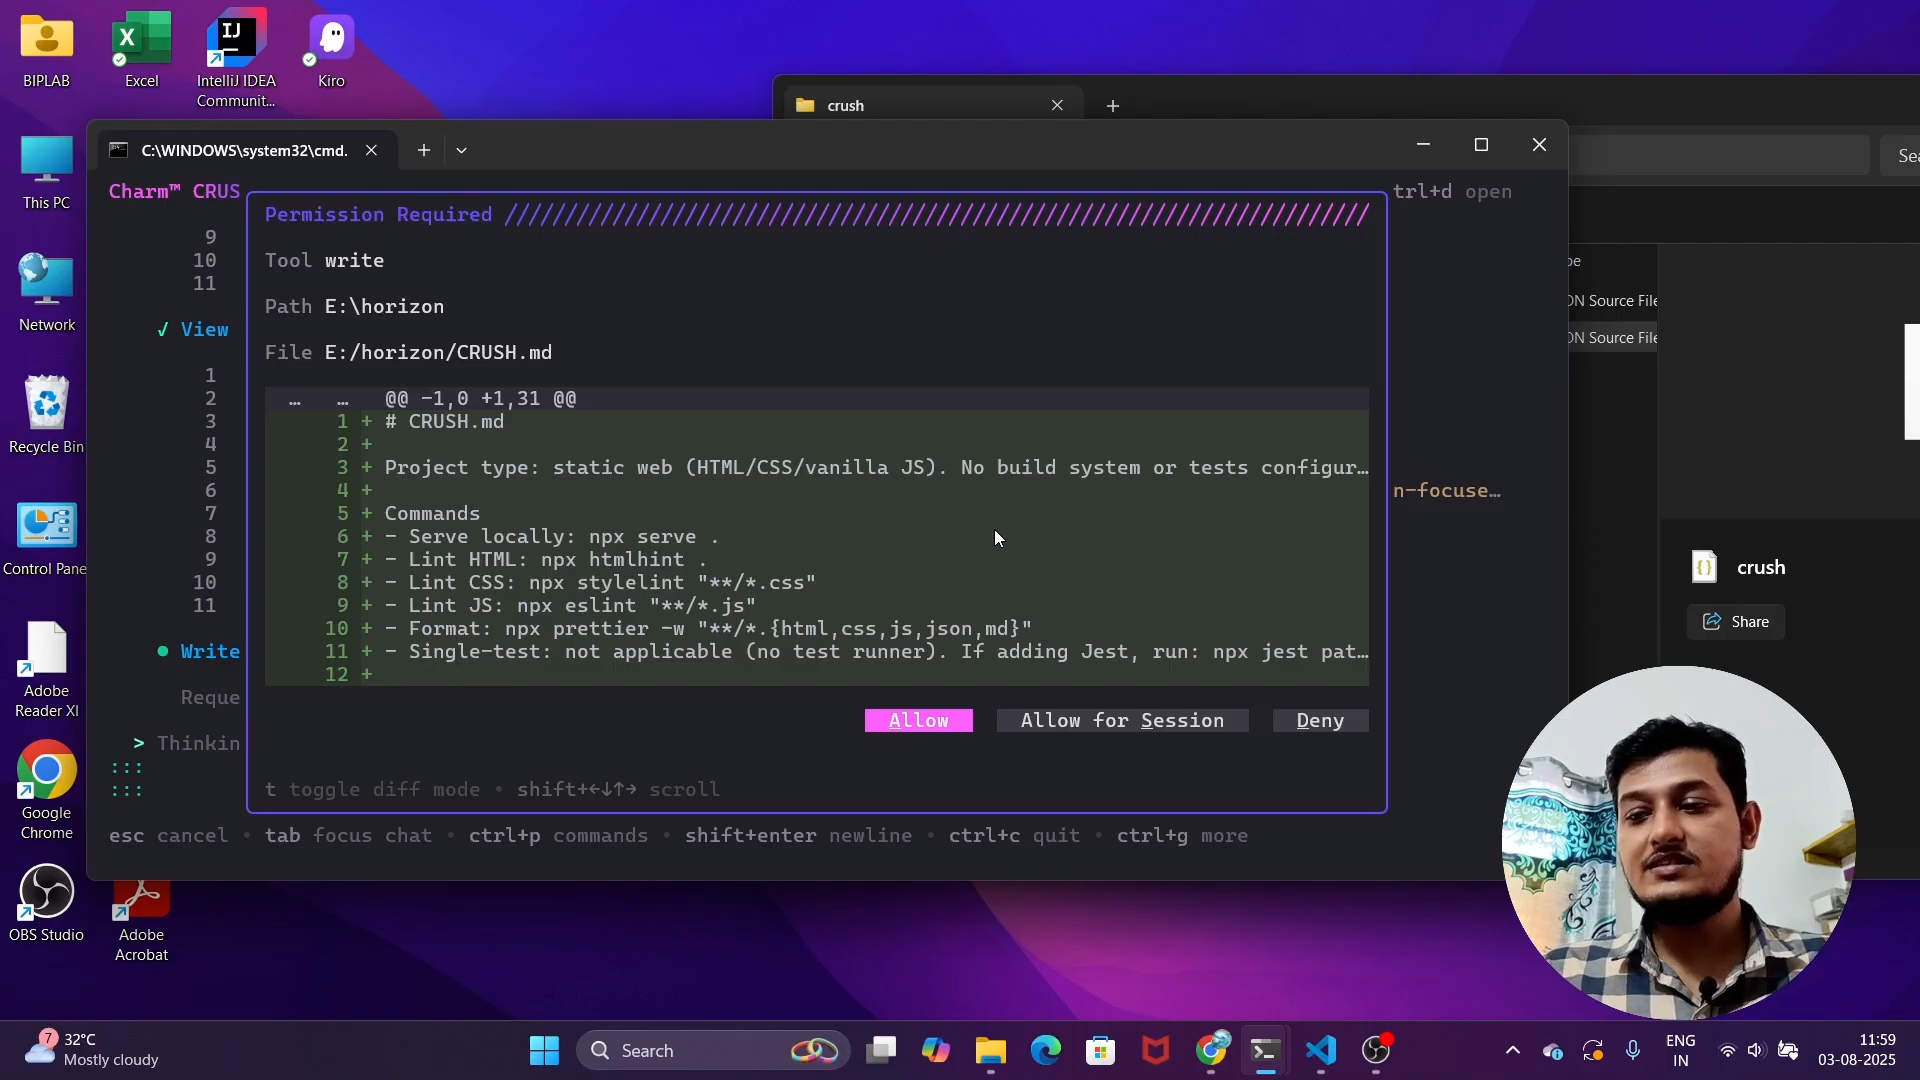 BIPLAB
Excel
IntelliJ IDEA
Communit...
Kiro
This PC
Network
Recycle Bin
Control Pane
Adobe
Reader XI
Google
Chrome
OBS Studio
Adobe
Acrobat
crush
Sea
C:\WINDOWS\system32\cmd.
Charm™ CRUS
trl+d open
9
10
11
✓ View
1
2
3
4
5
6
7
8
9
10
11
● Write
Reque
> Thinkin
:::
:::
n-focuse…
Permission Required //////////////////////////////////////////////////////////////////////////
Tool write
Path E:\horizon
File E:/horizon/CRUSH.md
… … @@ -1,0 +1,31 @@
1 + # CRUSH.md
2 +
3 + Project type: static web (HTML/CSS/vanilla JS). No build system or tests configur…
4 +
5 + Commands
6 + - Serve locally: npx serve .
7 + - Lint HTML: npx htmlhint .
8 + - Lint CSS: npx stylelint "**/*.css"
9 + - Lint JS: npx eslint "**/*.js"
10 + - Format: npx prettier -w "**/*.{html,css,js,json,md}"
11 + - Single-test: not applicable (no test runner). If adding Jest, run: npx jest pat…
12 +
Allow Allow for Session Deny
t toggle diff mode • shift+←↓↑→ scroll
esc cancel • tab focus chat • ctrl+p commands • shift+enter newline • ctrl+c quit • ctrl+g more
pe
ON Source File
ON Source File
crush
Share
7
32°C
Mostly cloudy
Search
ENG
IN
11:59
03-08-2025